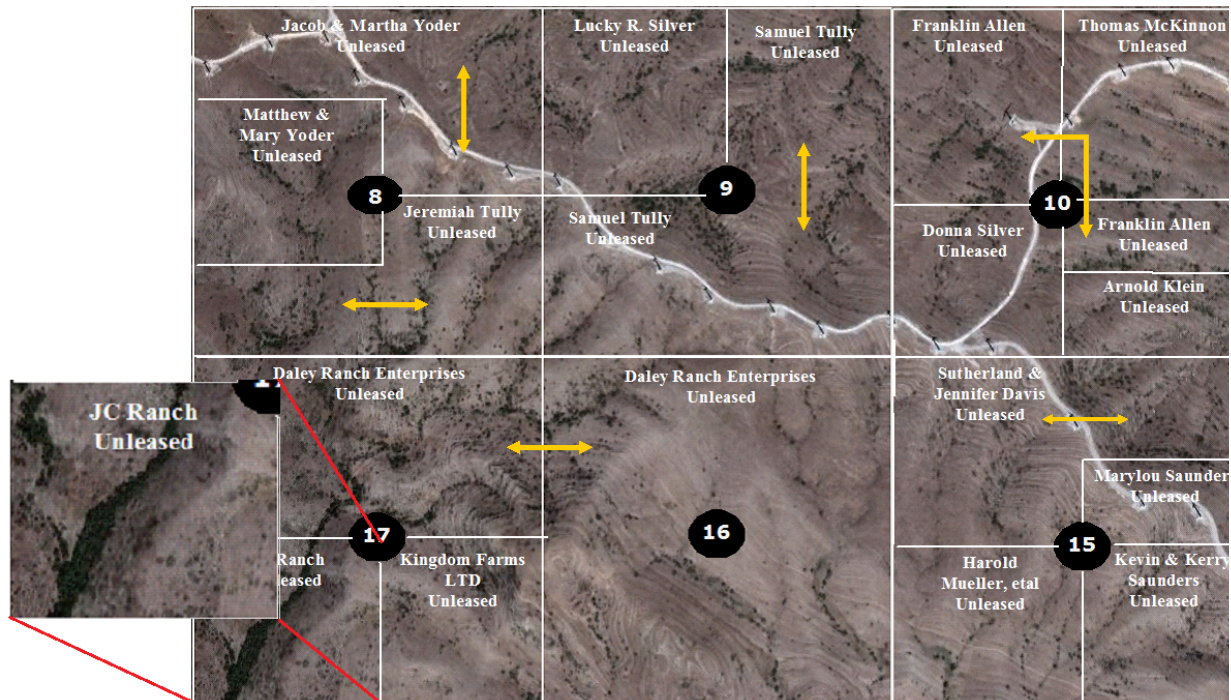 Jacob & Martha Yoder
Unleased
Lucky R. Silver
Unleased
Samuel Tully
Unleased
Franklin Allen
Unleased
Thomas McKinnon
Unleased
Matthew &
Mary Yoder
Unleased
8
9
10
Jeremiah Tully
Unleased
Samuel Tully
Unleased
Donna Silver
Unleased
Franklin Allen
Unleased
Arnold Klein
Unleased
Daley Ranch Enterprises
Unleased
Daley Ranch Enterprises
Unleased
Sutherland &
Jennifer Davis
Unleased
JC Ranch
Unleased
Marylou Saunder
Unleased
17
16
15
Ranch
eased
Kingdom Farms
LTD
Unleased
Harold
Mueller, etal
Unleased
Kevin & Kerry
Saunders
Unleased